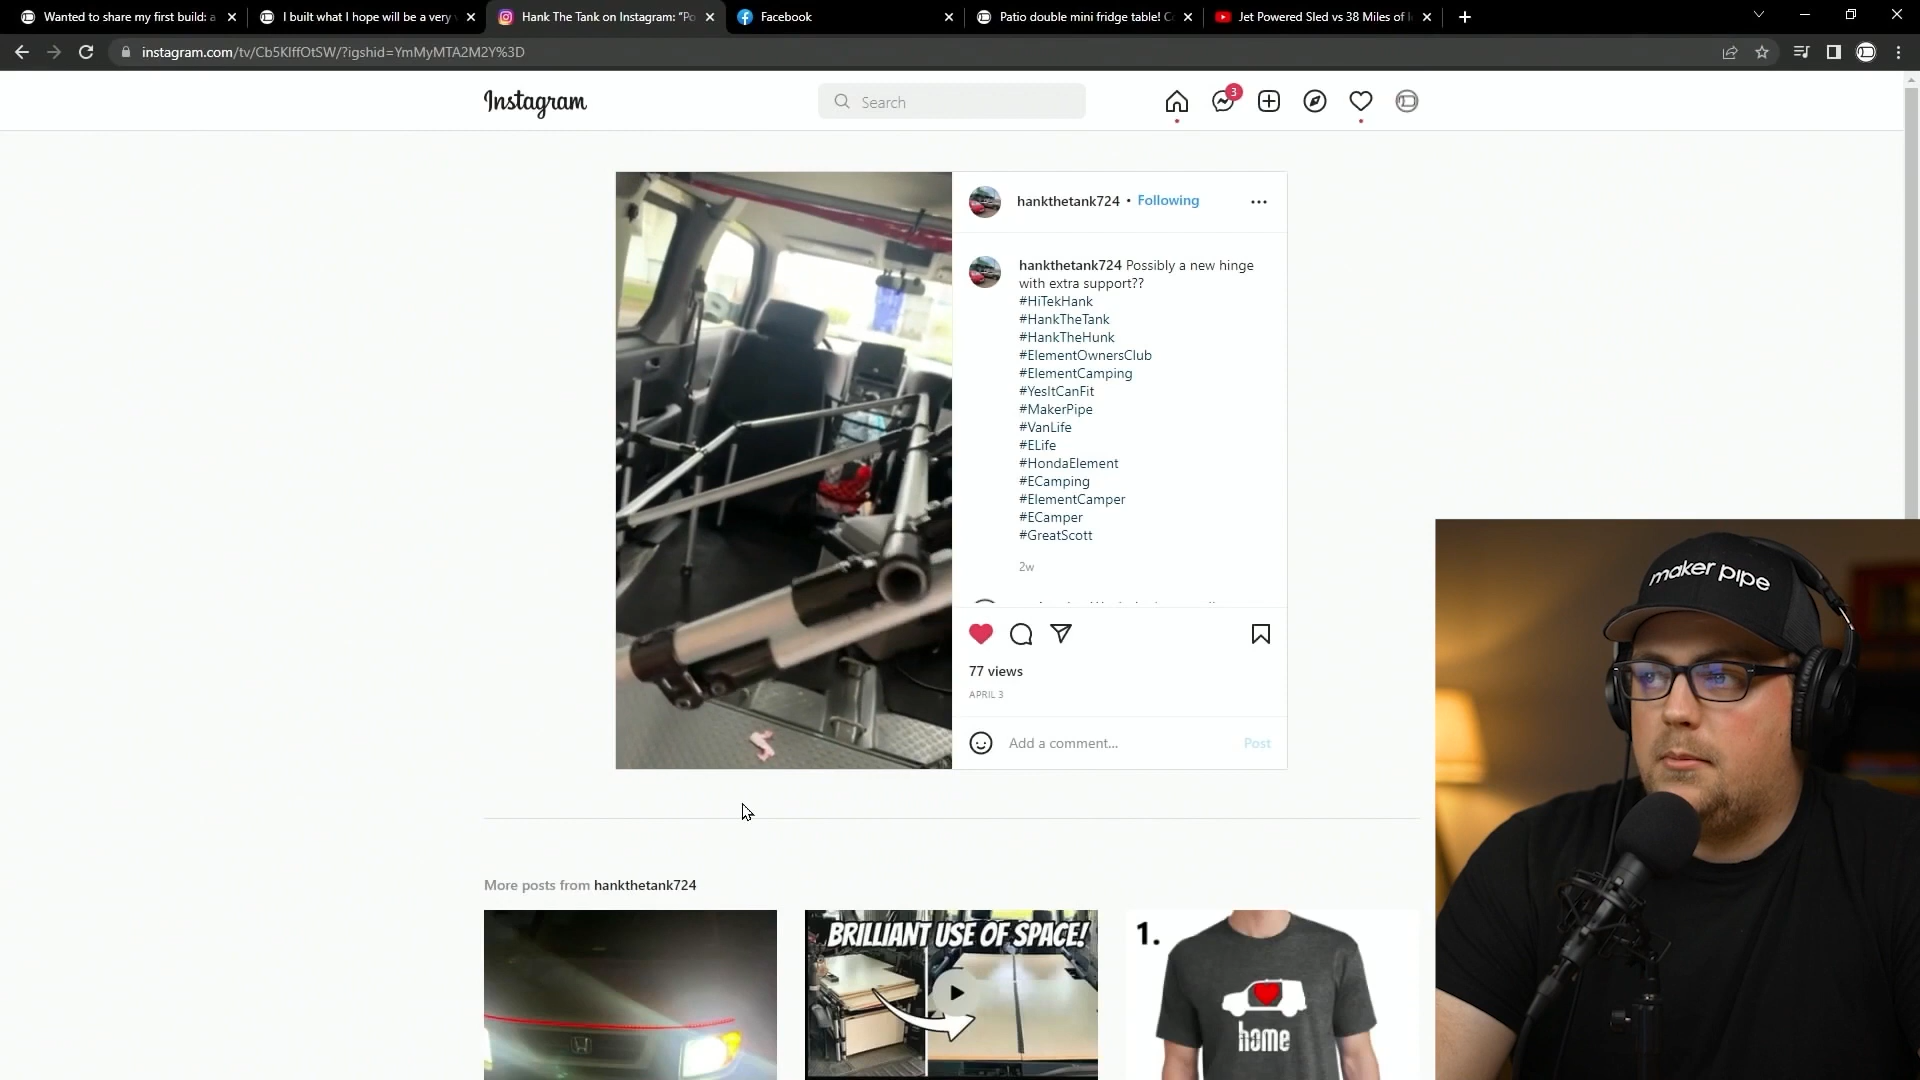 Wanted to share my first build: a
I built what I hope will be a very
Hank The Tank on Instagram: "Po
Facebook
Patio double mini fridge table! C
Jet Powered Sled vs 38 Miles of I
instagram.com/tv/Cb5KlffOtSW/?igshid=YmMyMTA2M2Y%3D
Instagram
Search
3
hankthetank724 • Following
hankthetank724 Possibly a new hinge
with extra support??
#HiTekHank
#HankTheTank
#HankTheHunk
#ElementOwnersClub
#ElementCamping
#YesItCanFit
#MakerPipe
#VanLife
#ELife
#HondaElement
#ECamping
#ElementCamper
#ECamper
#GreatScott
2w
77 views
APRIL 3
Add a comment...
Post
maker pipe
More posts from hankthetank724
BRILLIANT USE OF SPACE!
1.
home